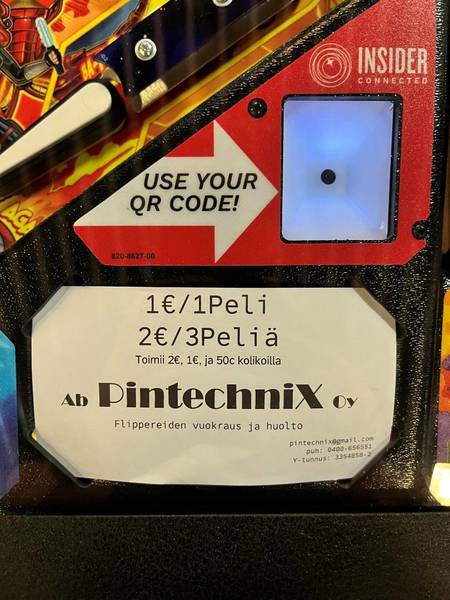 INSIDER
CONNECTED
USE YOUR
QR CODE!
820-8627-00
1€/1Peli
2€/3Peliä
Toimii 2€, 1€, ja 50c kolikoilla
Ab PintechniX Oy
Flippereiden vuokraus ja huolto
pintechnix@gmail.com
puh: 0400-656551
Y-tunnus: 3354858-2